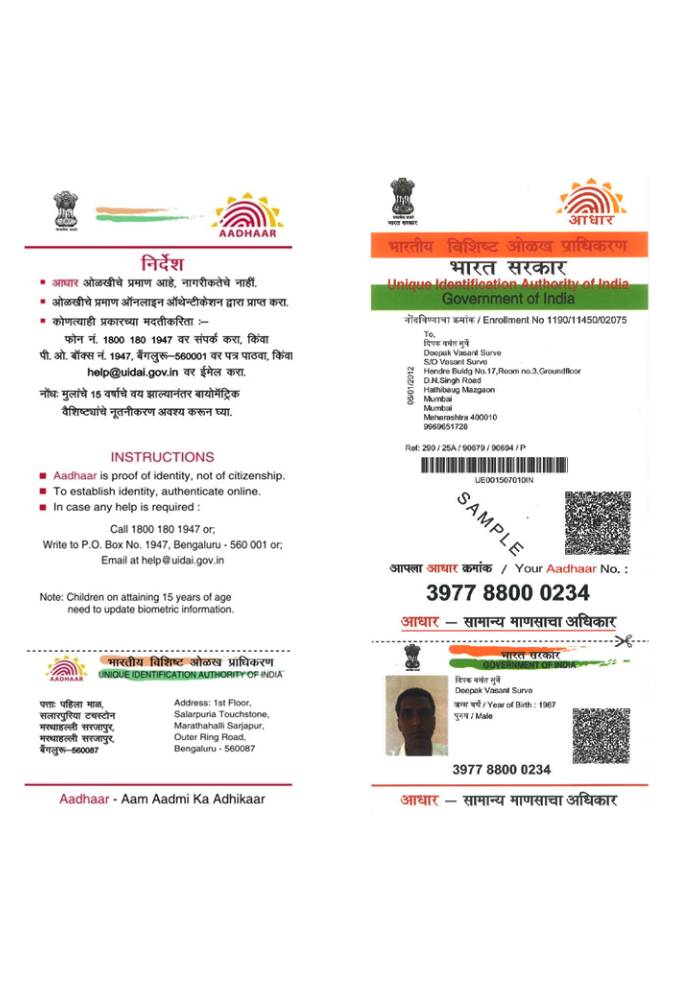 AADHAAR
निर्देश
आधार ओळखीचे प्रमाण आहे, नागरीकतेचे नाही.
ओळखीचे प्रमाण ऑनलाइन ऑथेन्टीकेशन द्वारा प्राप्त करा.
कोणत्याही प्रकारच्या मदतीकरिता :–
फोन नं. 1800 180 1947 वर संपर्क करा, किंवा
पी. ओ. बॉक्स नं. 1947, बैंगलुरू–560001 वर पत्र पाठवा, किंवा
help@uidai.gov.in वर ईमेल करा.
नोंधः मुलांचे 15 वर्षाचे वय झाल्यानंतर बायोमॅट्रिक
वैशिष्ट्यांचे नूतनीकरण अवश्य करून घ्या.
INSTRUCTIONS
Aadhaar is proof of identity, not of citizenship.
To establish identity, authenticate online.
In case any help is required :
Call 1800 180 1947 or;
Write to P.O. Box No. 1947, Bengaluru - 560 001 or;
Email at help@uidai.gov.in
Note: Children on attaining 15 years of age
need to update biometric information.
AADHAAR
भारतीय विशिष्ट ओळख प्राधिकरण
UNIQUE IDENTIFICATION AUTHORITY OF INDIA
पत्ताः पहिला माळ,
सलारपुरिया टचस्टोन
मरथाहल्ली सरजापुर,
मरथाहल्ली सरजापुर,
बैंगलुरू–560087
Address: 1st Floor,
Salarpuria Touchstone,
Marathahalli Sarjapur,
Outer Ring Road,
Bengaluru - 560087
Aadhaar - Aam Aadmi Ka Adhikaar
भारत सरकार
आधार
भारतीय विशिष्ट ओळख प्राधिकरण
भारत सरकार
Unique Identification Authority of India
Government of India
नोंदविण्याचा क्रमांक / Enrollment No 1190/11450/02075
06/01/2012
To,
दिपक वसंत सुर्वे
Deepak Vasant Surve
S/O Vasant Surve
Hendre Buldg No.17,Room no.3,Groundfloor
D.N.Singh Road
Hathibaug Mazgaon
Mumbai
Mumbai
Maharashtra 400010
9969651728
Ref: 290 / 25A / 90679 / 90694 / P
UE001507010IN
SAMPLE
आपला आधार क्रमांक / Your Aadhaar No. :
3977 8800 0234
आधार — सामान्य माणसाचा अधिकार
भारत सरकार
GOVERNMENT OF INDIA
दिपक वसंत सुर्वे
Deepak Vasant Surve
जन्म वर्ष / Year of Birth : 1967
पुरुष / Male
3977 8800 0234
आधार — सामान्य माणसाचा अधिकार